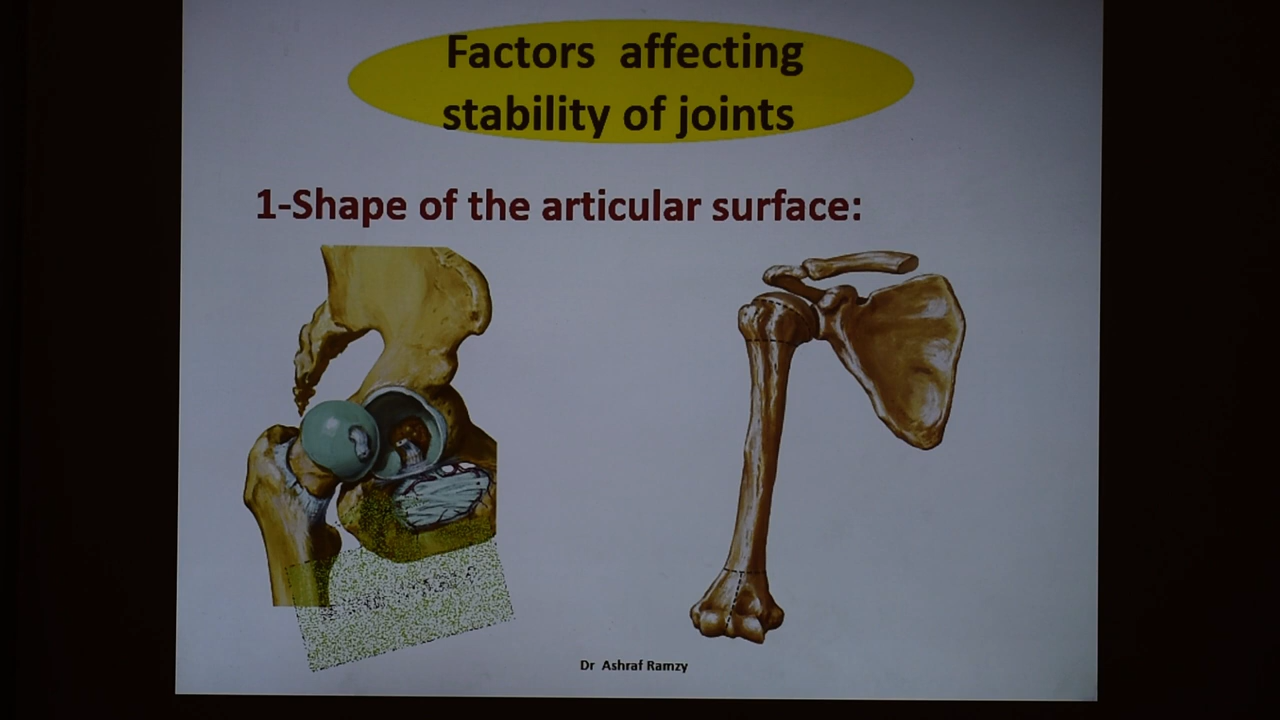 Factors affecting
stability of joints
1-Shape of the articular surface:
Dr Ashraf Ramzy